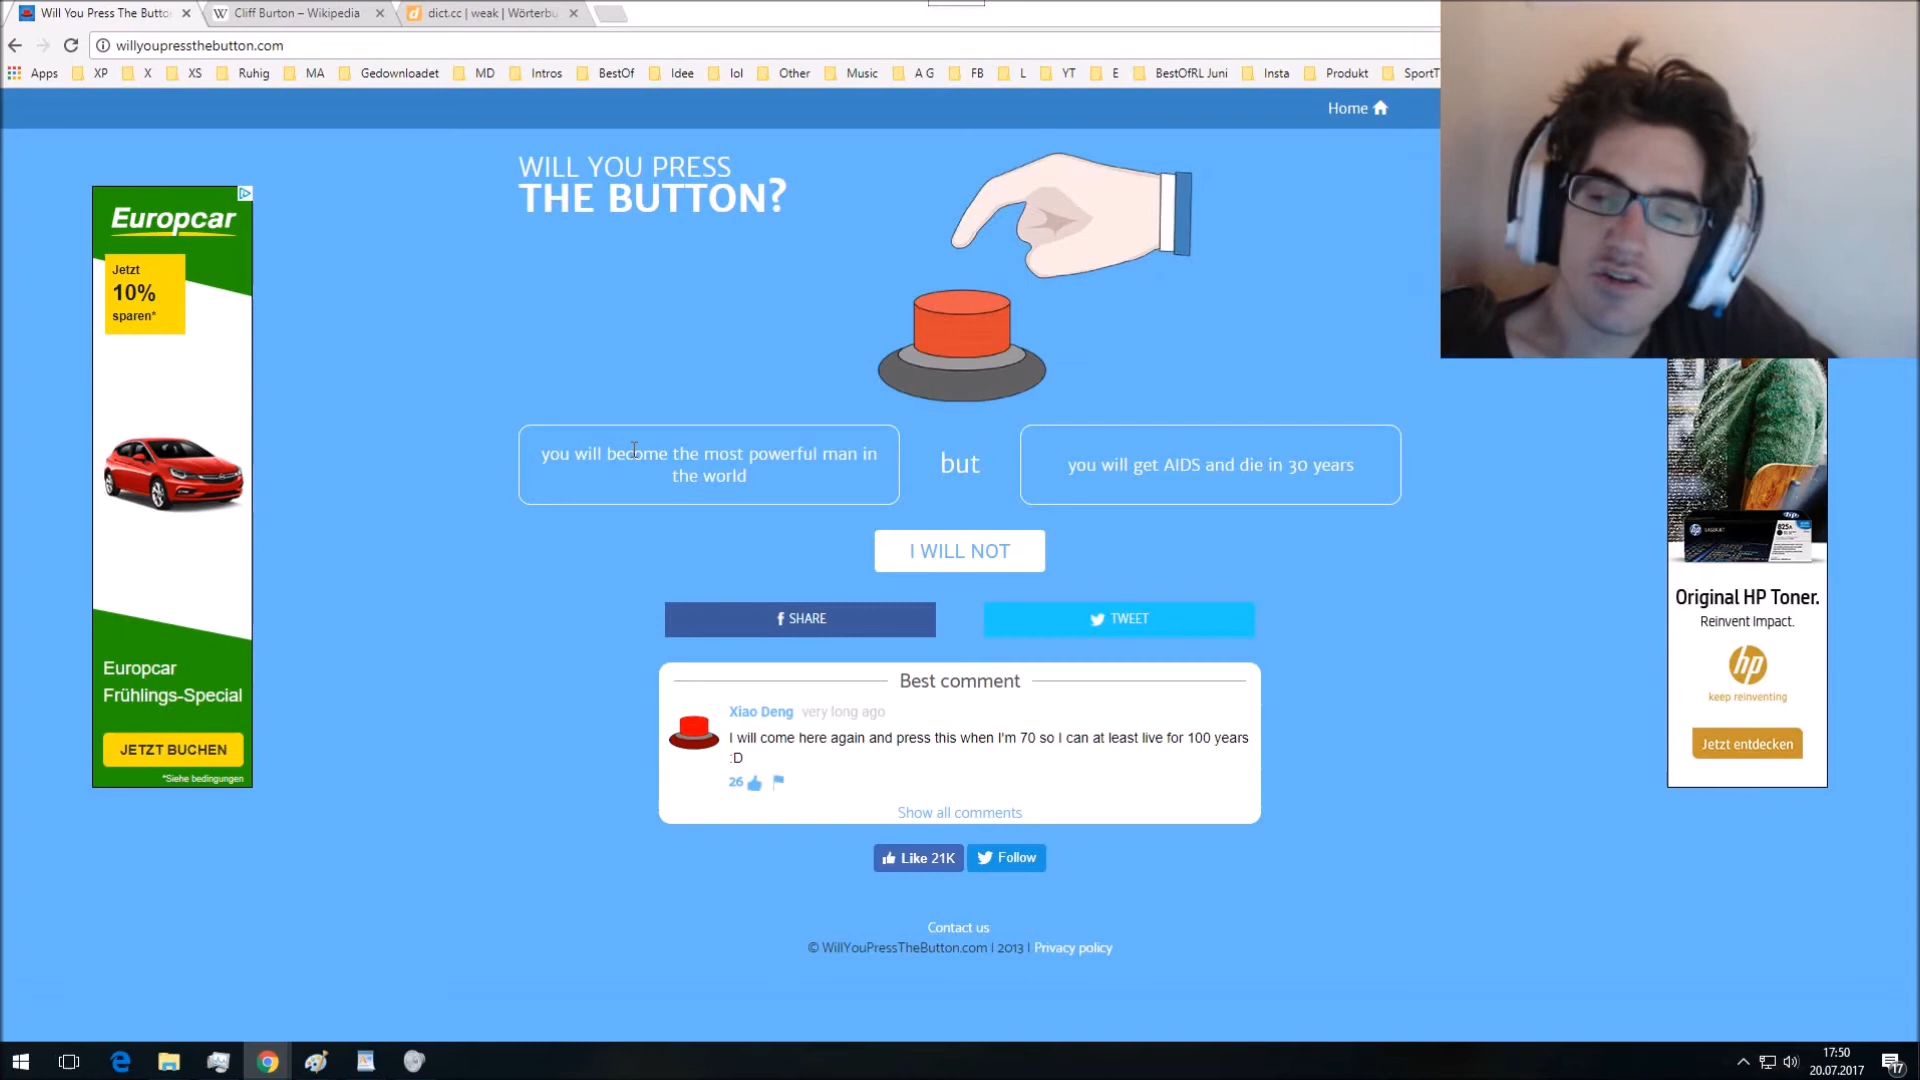 Will You Press The Butto
Cliff Burton – Wikipedia
dict.cc | weak | Wörterbu
willyoupressthebutton.com
Apps XP X XS Ruhig MA Gedownloadet MD Intros BestOf Idee lol Other Music A G FB L YT E BestOfRL Juni Insta Produkt SportT
Home
WILL YOU PRESS
THE BUTTON?
Europcar
Jetzt
10%
sparen*
Europcar
Frühlings-Special
JETZT BUCHEN
*Siehe bedingungen
you will become the most powerful man in
the world
but
you will get AIDS and die in 30 years
I WILL NOT
SHARE
TWEET
Best comment
Xiao Deng very long ago
I will come here again and press this when I'm 70 so I can at least live for 100 years
:D
26
Show all comments
Like 21K
Follow
Contact us
© WillYouPressTheButton.com | 2013 | Privacy policy
Original HP Toner.
Reinvent Impact.
hp
keep reinventing
Jetzt entdecken
17:50
20.07.2017
17